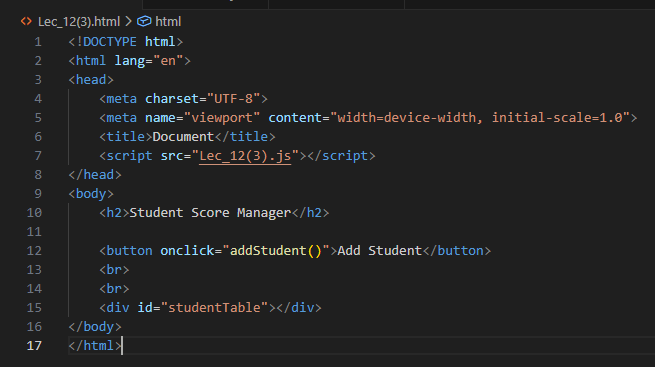 Lec_12(3).html > html
1 <!DOCTYPE html>
2 <html lang="en">
3 <head>
4     <meta charset="UTF-8">
5     <meta name="viewport" content="width=device-width, initial-scale=1.0">
6     <title>Document</title>
7     <script src="Lec_12(3).js"></script>
8 </head>
9 <body>
10     <h2>Student Score Manager</h2>
11
12     <button onclick="addStudent()">Add Student</button>
13     <br>
14     <br>
15     <div id="studentTable"></div>
16 </body>
17 </html>